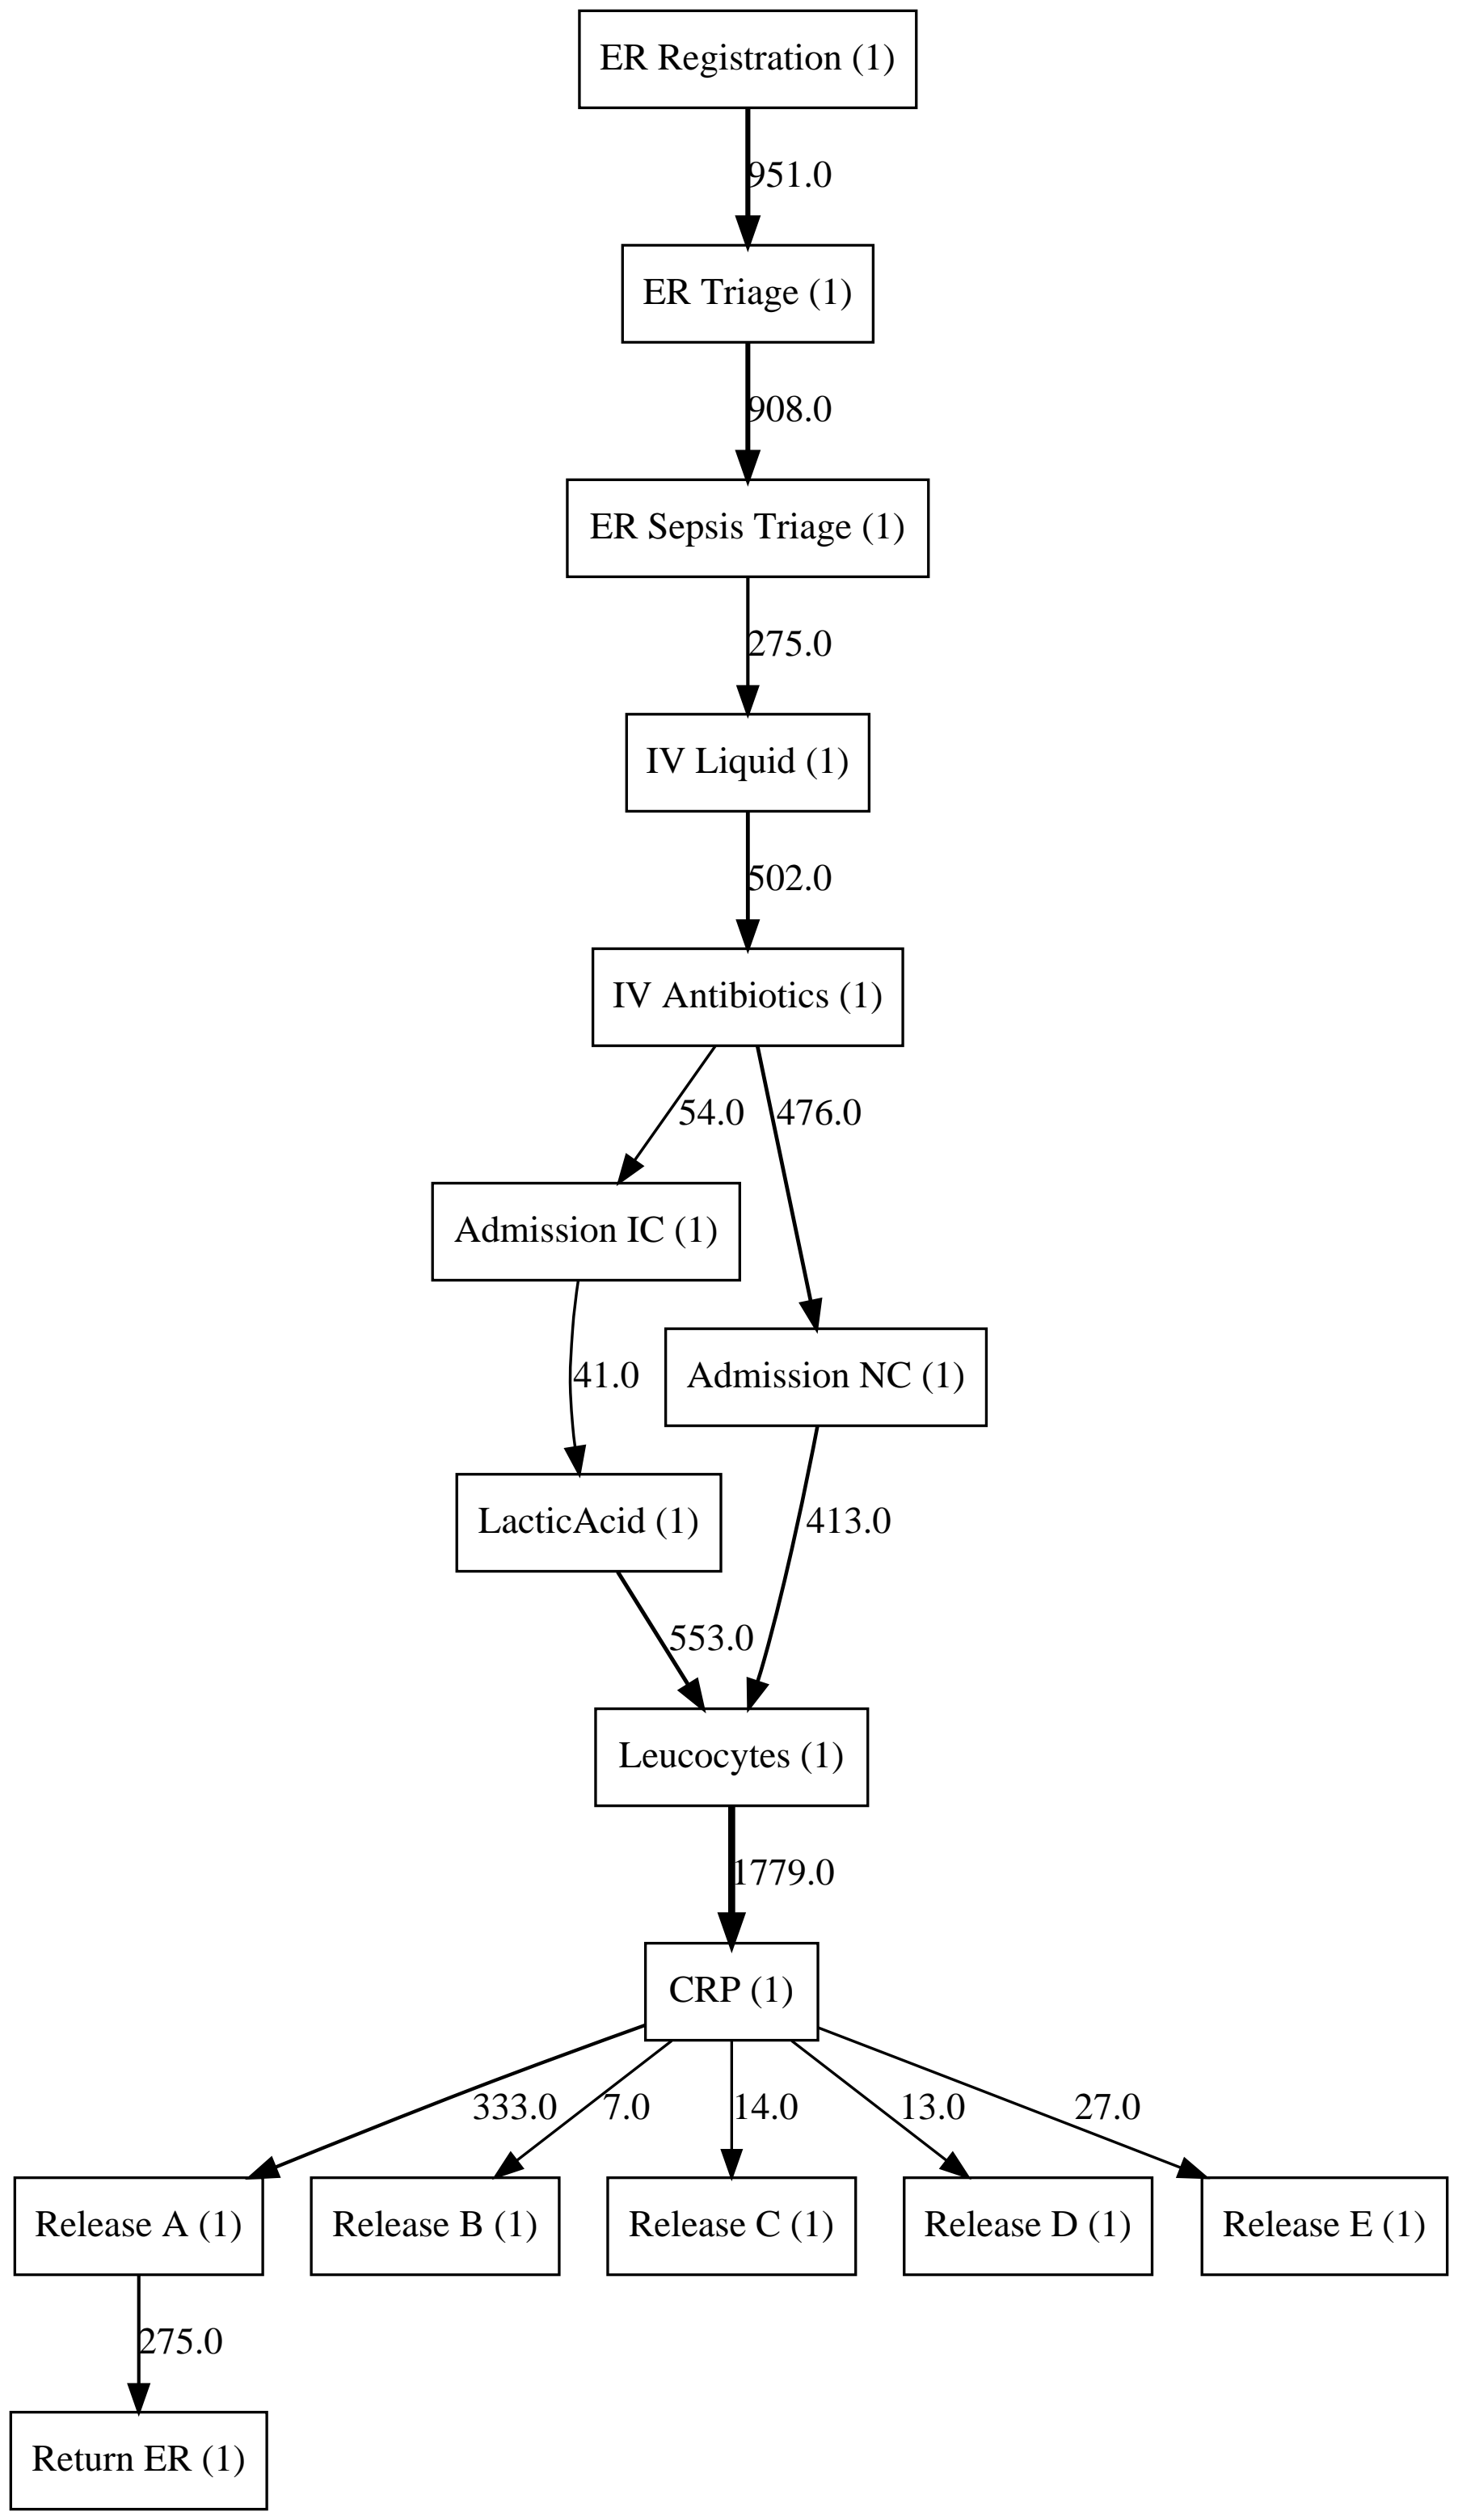 ER Registration (1)
951.0
ER Triage (1)
908.0
ER Sepsis Triage (1)
275.0
IV Liquid (1)
502.0
IV Antibiotics (1)
54.0
476.0
Admission IC (1)
41.0
Admission NC (1)
LacticAcid (1)
413.0
553.0
Leucocytes (1)
1779.0
CRP (1)
333.0
7.0
14.0
13.0
27.0
Release A (1)
Release B (1)
Release C (1)
Release D (1)
Release E (1)
275.0
Return ER (1)